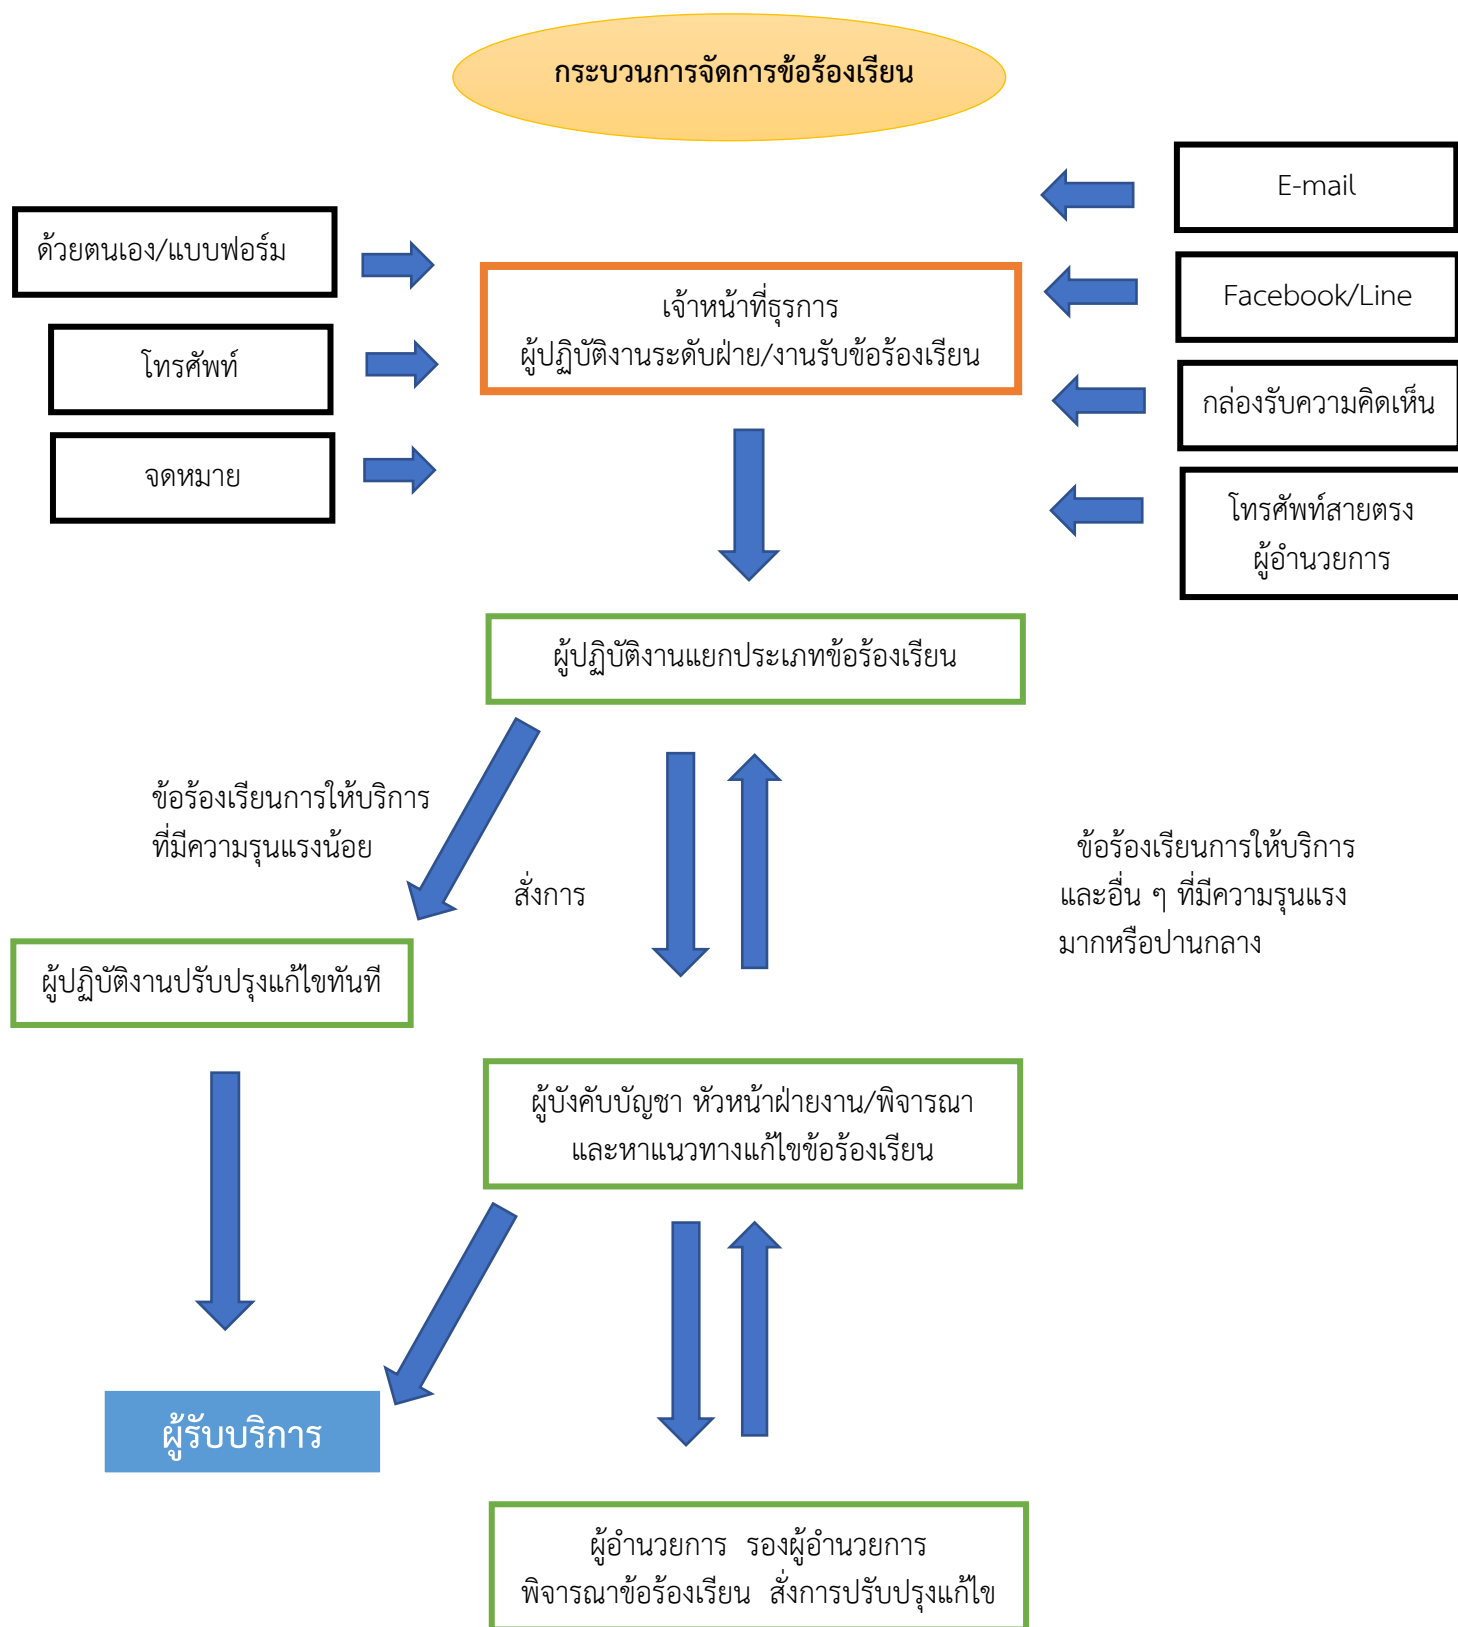 กระบวนการจัดการข้อร้องเรียน
E-mail
ด้วยตนเอง/แบบฟอร์ม
Facebook/Line
เจ้าหน้าที่ธุรการ
ผู้ปฏิบัติงานระดับฝ่าย/งานรับข้อร้องเรียน
โทรศัพท์
กล่องรับความคิดเห็น
จดหมาย
โทรศัพท์สายตรง
ผู้อำนวยการ
ผู้ปฏิบัติงานแยกประเภทข้อร้องเรียน
ข้อร้องเรียนการให้บริการ
ที่มีความรุนแรงน้อย
สั่งการ
ข้อร้องเรียนการให้บริการ
และอื่น ๆ ที่มีความรุนแรง
มากหรือปานกลาง
ผู้ปฏิบัติงานปรับปรุงแก้ไขทันที
ผู้บังคับบัญชา หัวหน้าฝ่ายงาน/พิจารณา
และหาแนวทางแก้ไขข้อร้องเรียน
ผู้รับบริการ
ผู้อำนวยการ รองผู้อำนวยการ
พิจารณาข้อร้องเรียน สั่งการปรับปรุงแก้ไข